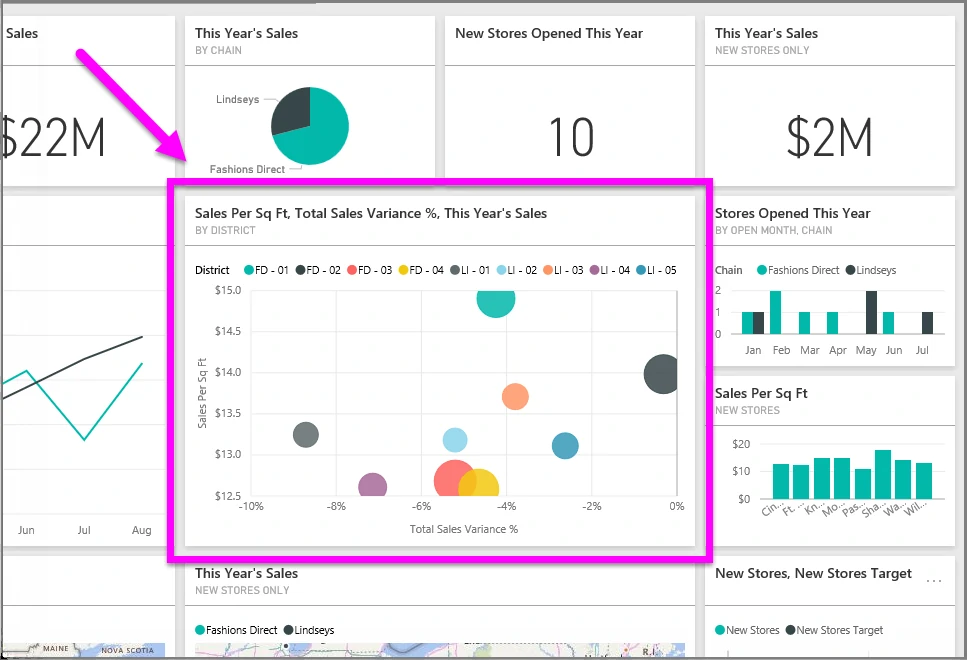 Sales
$22M
Jun Jul Aug
MAINE NOVA SCOTIA
This Year's Sales
BY CHAIN
Lindseys
Fashions Direct
New Stores Opened This Year
10
This Year's Sales
NEW STORES ONLY
$2M
Sales Per Sq Ft, Total Sales Variance %, This Year's Sales
BY DISTRICT
District FD - 01 FD - 02 FD - 03 FD - 04 LI - 01 LI - 02 LI - 03 LI - 04 LI - 05
Sales Per Sq Ft
$15.0
$14.5
$14.0
$13.5
$13.0
$12.5
-10% -8% -6% -4% -2% 0%
Total Sales Variance %
Stores Opened This Year
BY OPEN MONTH, CHAIN
Chain Fashions Direct Lindseys
2
1
0
Jan Feb Mar Apr May Jun Jul
Sales Per Sq Ft
NEW STORES
$20
$10
$0
Cin... Ft. ... Kn... Mo... Pas... Sha... Wa... Wil...
This Year's Sales
NEW STORES ONLY
Fashions Direct Lindseys
New Stores, New Stores Target
...
New Stores New Stores Target